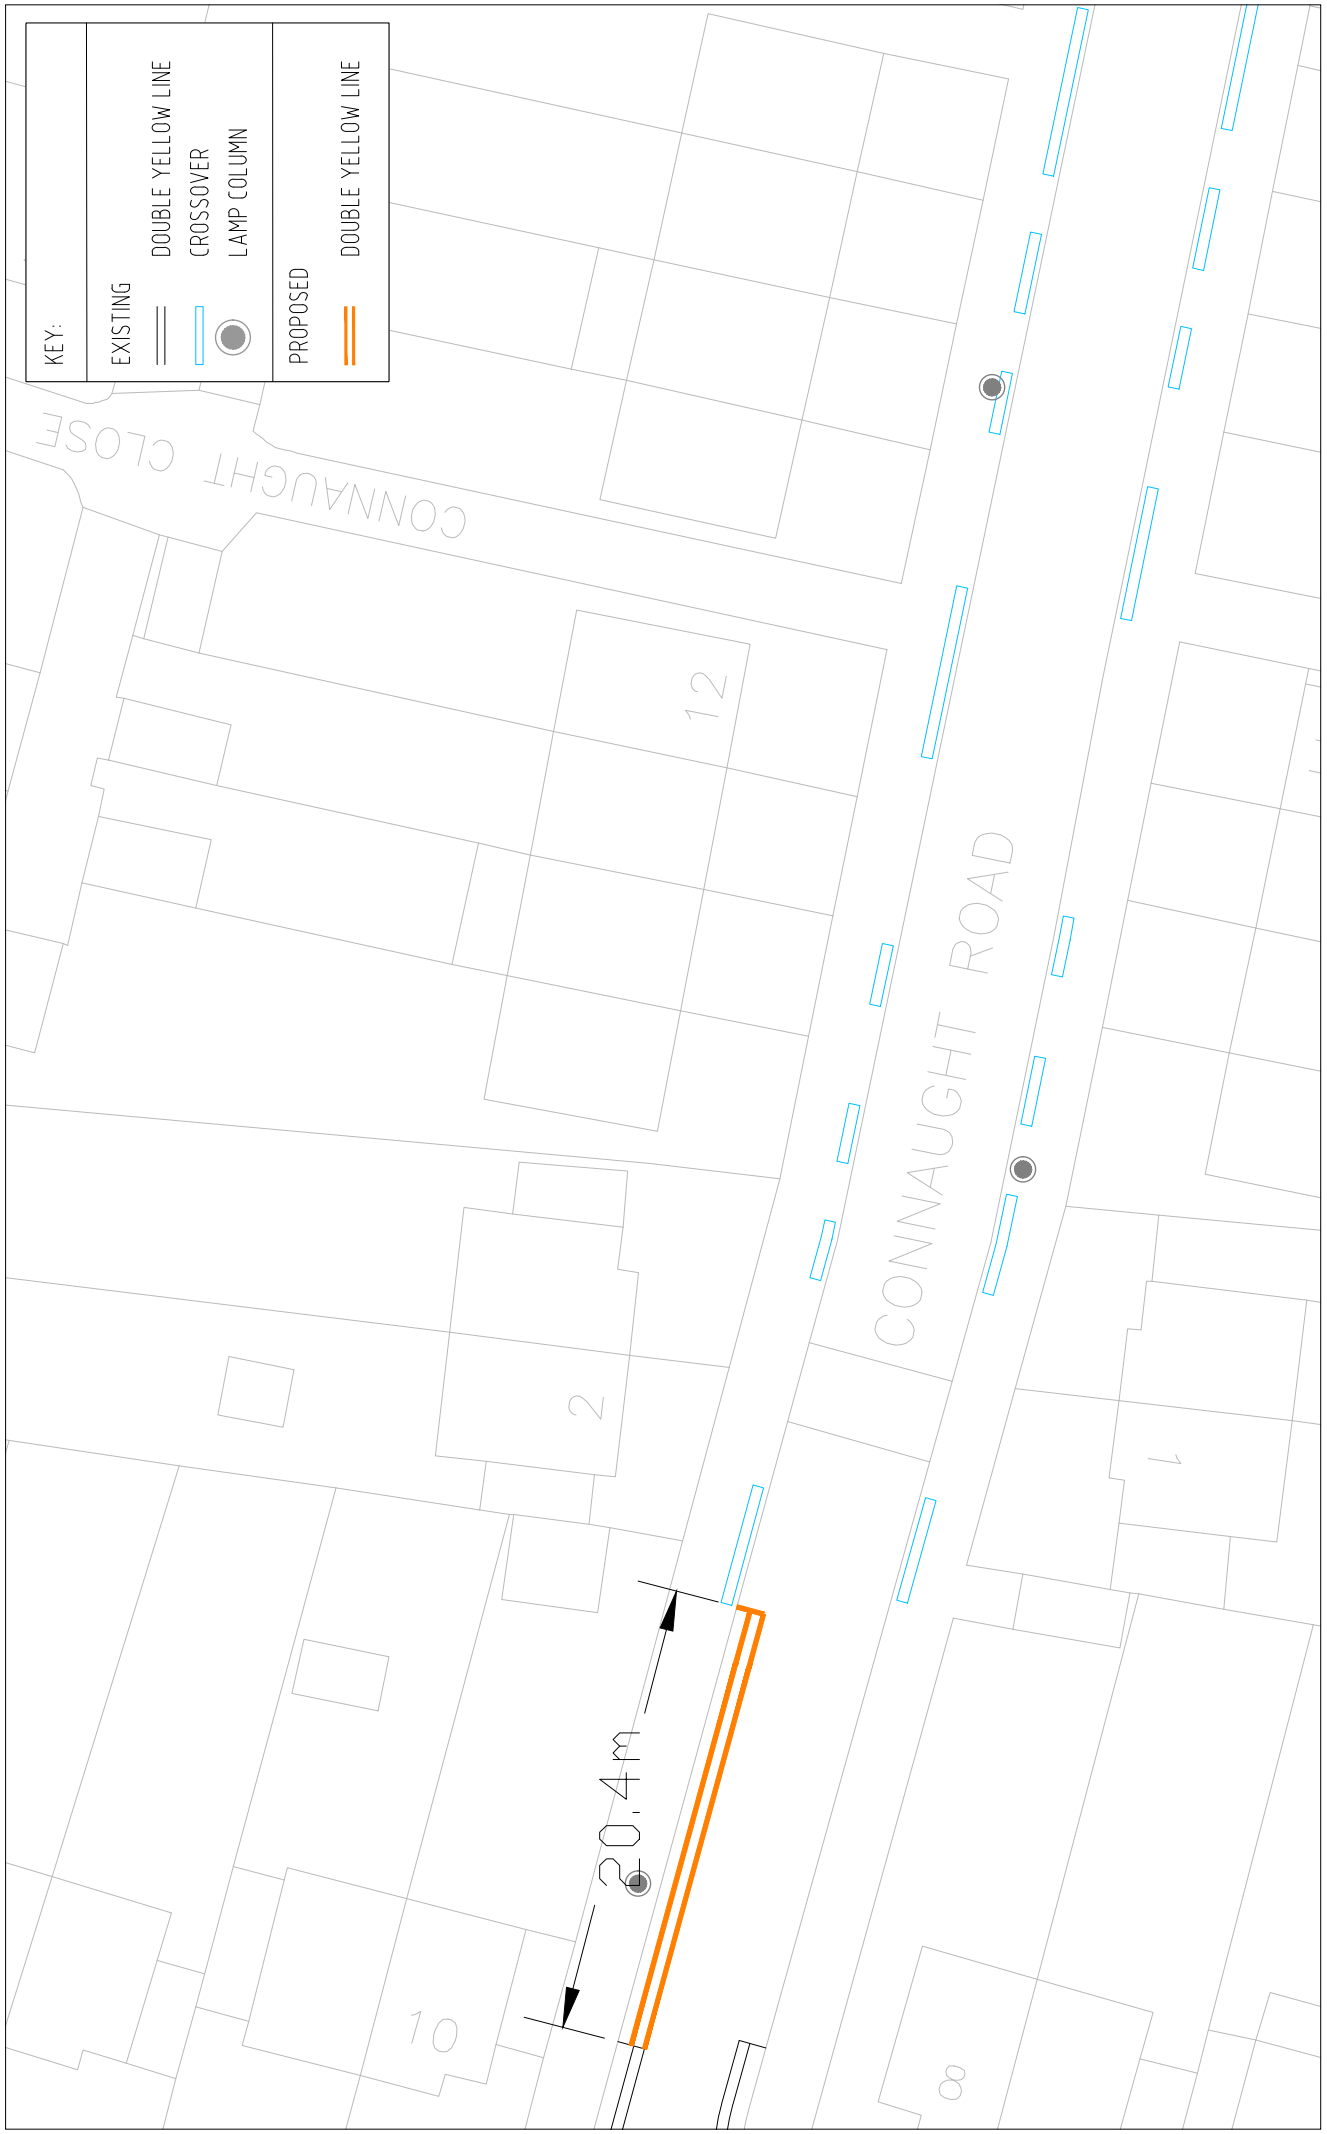 KEY:
EXISTING
DOUBLE YELLOW LINE
CROSSOVER
LAMP COLUMN
PROPOSED
DOUBLE YELLOW LINE
CONNAUGHT CLOSE
12
CONNAUGHT ROAD
2
1
20.4m
10
8